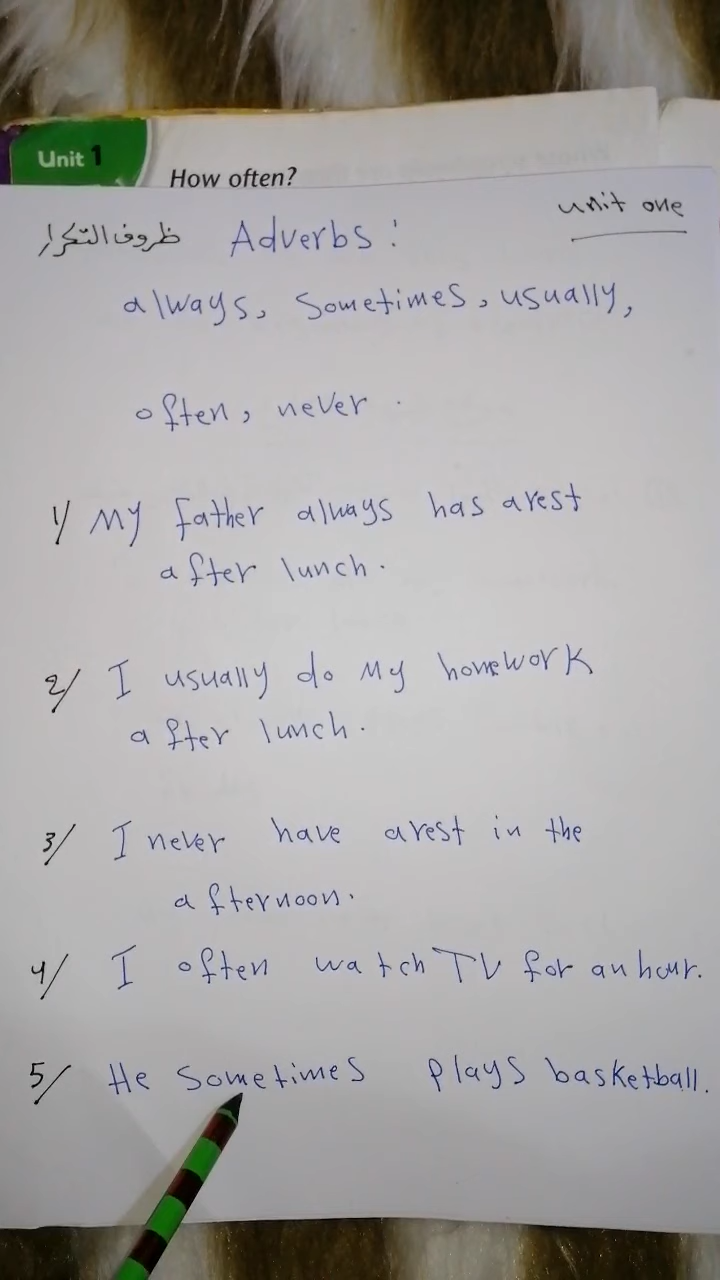 Unit 1
How often?
unit one
ظروف التكرار Adverbs:
always, sometimes, usually,
often, never.
1/ My father always has arest
after lunch.
2/ I usually do my homework
after lunch.
3/ I never have arest in the
afternoon.
4/ I often watch TV for an hour.
5/ He sometimes plays basketball.